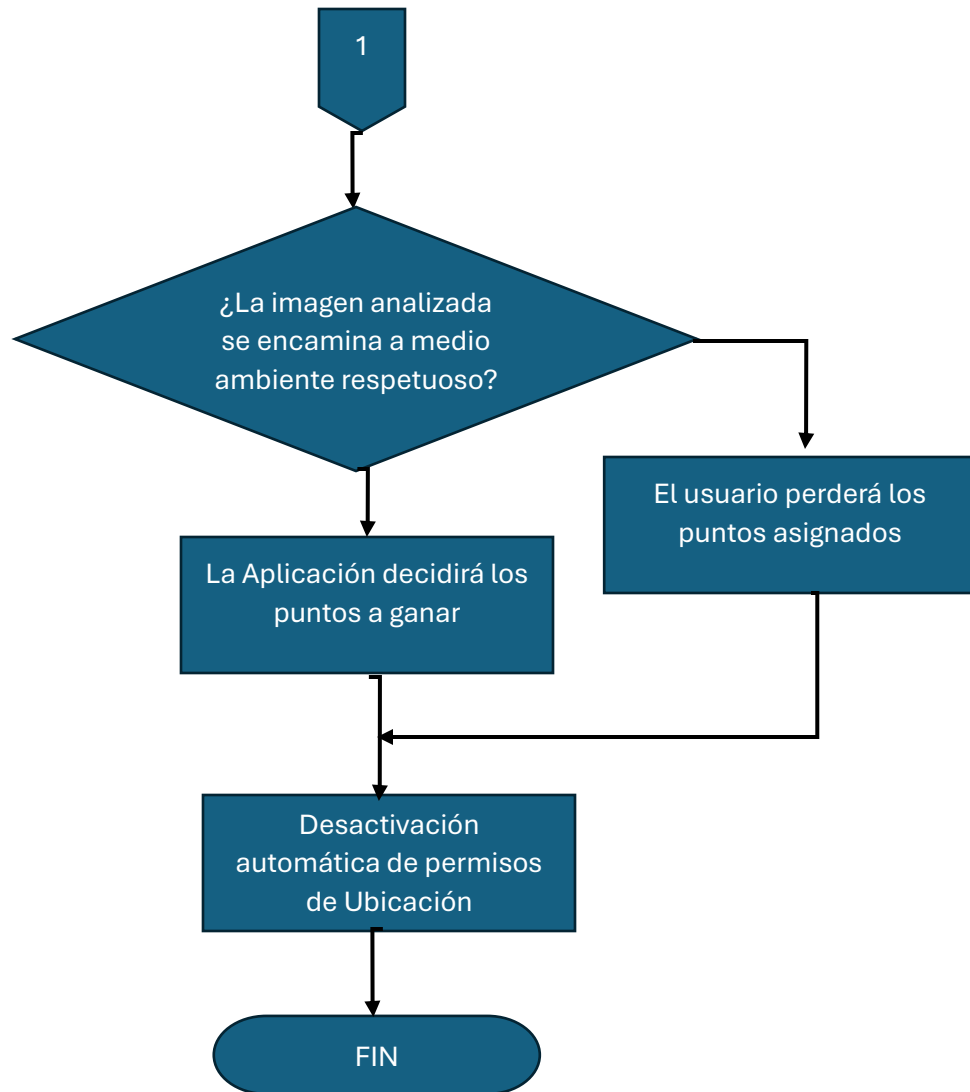 1
¿La imagen analizada
se encamina a medio
ambiente respetuoso?
El usuario perderá los
puntos asignados
La Aplicación decidirá los
puntos a ganar
Desactivación
automática de permisos
de Ubicación
FIN